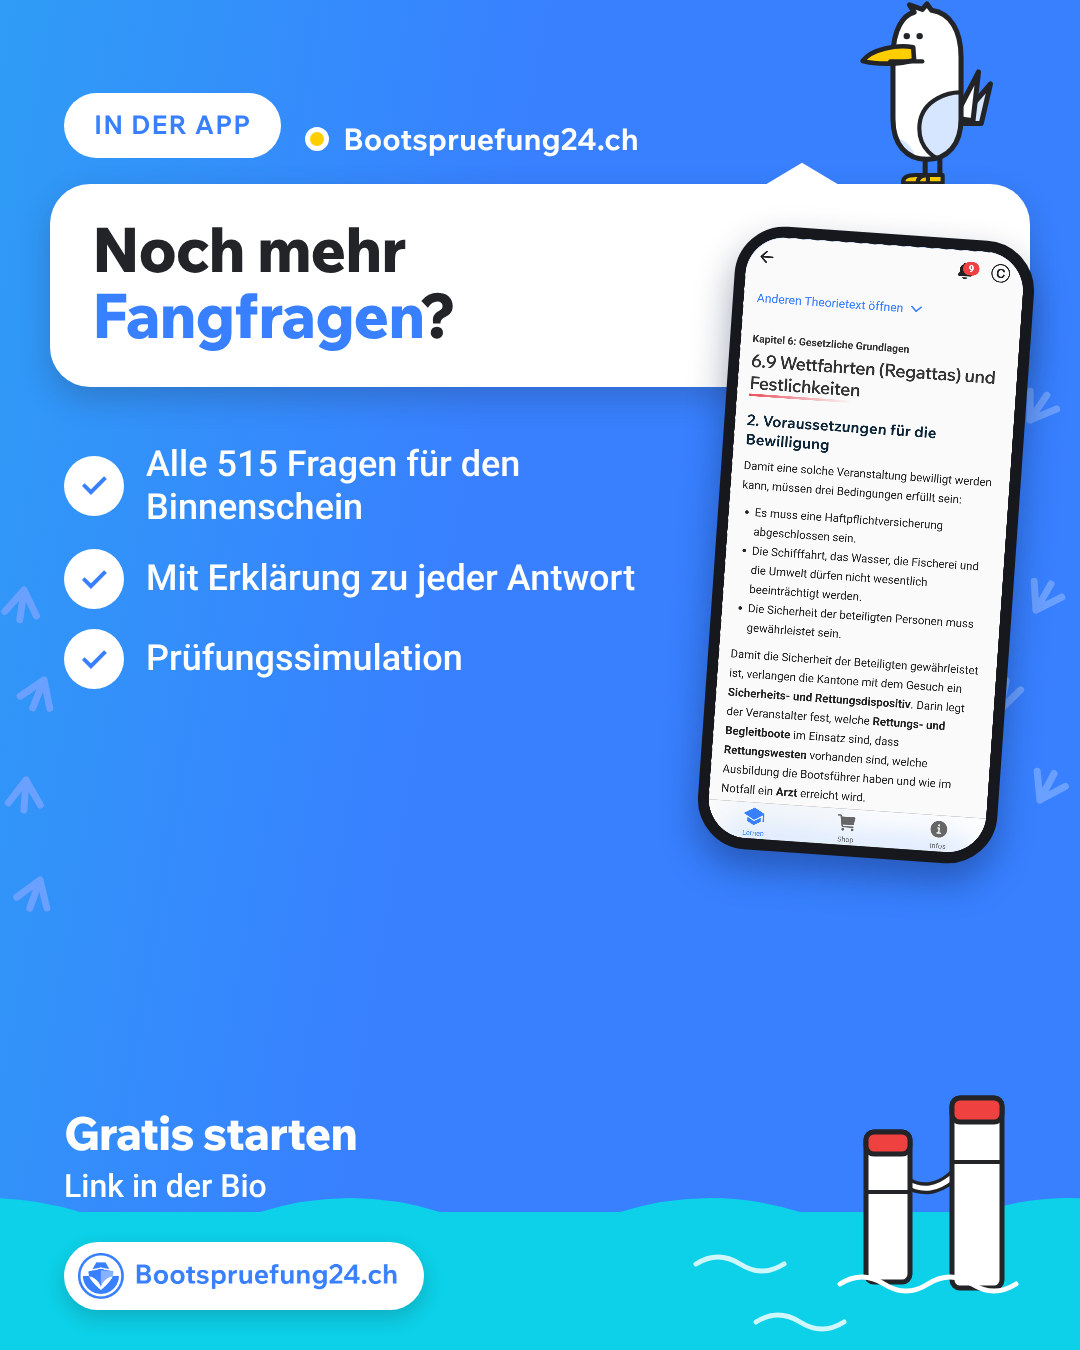 IN DER APP
Bootspruefung24.ch
Noch mehr
Fangfragen?
Alle 515 Fragen für den
Binnenschein
Mit Erklärung zu jeder Antwort
Prüfungssimulation
9
C
Anderen Theorietext öffnen
Kapitel 6: Gesetzliche Grundlagen
6.9 Wettfahrten (Regattas) und
Festlichkeiten
2. Voraussetzungen für die
Bewilligung
Damit eine solche Veranstaltung bewilligt werden
kann, müssen drei Bedingungen erfüllt sein:
• Es muss eine Haftpflichtversicherung
abgeschlossen sein.
• Die Schifffahrt, das Wasser, die Fischerei und
die Umwelt dürfen nicht wesentlich
beeinträchtigt werden.
• Die Sicherheit der beteiligten Personen muss
gewährleistet sein.
Damit die Sicherheit der Beteiligten gewährleistet
ist, verlangen die Kantone mit dem Gesuch ein
Sicherheits- und Rettungsdispositiv. Darin legt
der Veranstalter fest, welche Rettungs- und
Begleitboote im Einsatz sind, dass
Rettungswesten vorhanden sind, welche
Ausbildung die Bootsführer haben und wie im
Notfall ein Arzt erreicht wird.
Lernen
Shop
Infos
Gratis starten
Link in der Bio
Bootspruefung24.ch